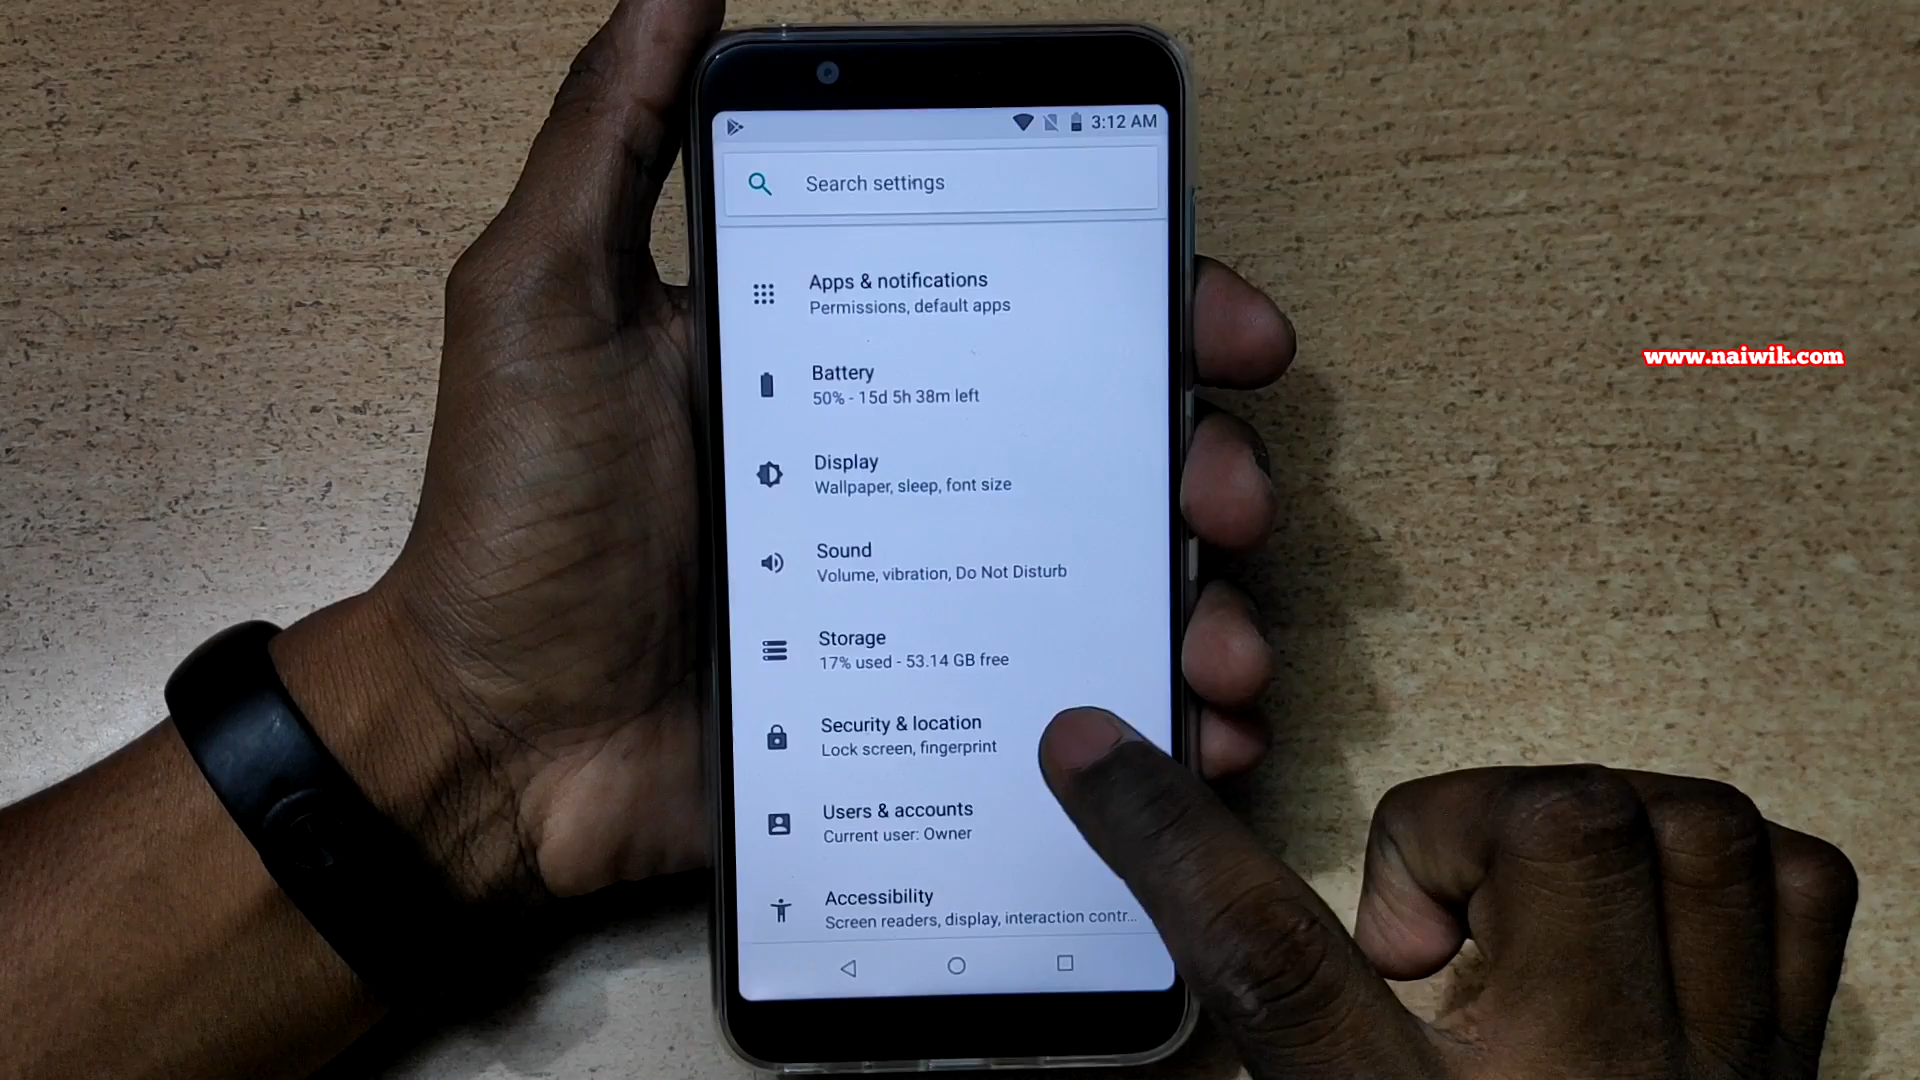 3:12 AM
Search settings
Apps & notifications
Permissions, default apps
Battery
50% - 15d 5h 38m left
Display
Wallpaper, sleep, font size
Sound
Volume, vibration, Do Not Disturb
Storage
17% used - 53.14 GB free
Security & location
Lock screen, fingerprint
Users & accounts
Current user: Owner
Accessibility
Screen readers, display, interaction contr...
www.naiwik.com